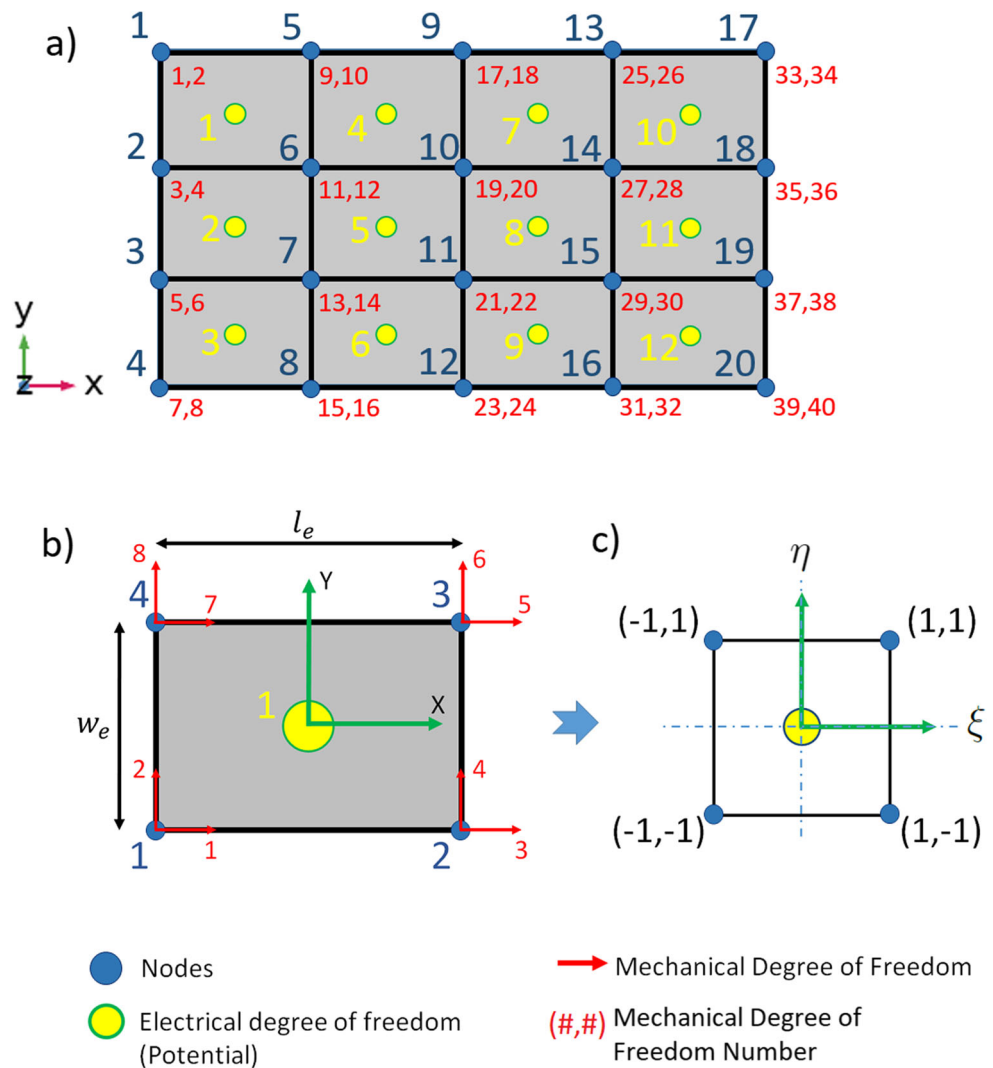 a)
1 5 9 13 17
1,2 9,10 17,18 25,26 33,34
1 4 7 10
2 6 10 14 18
3,4 11,12 19,20 27,28 35,36
2 5 8 11
3 7 11 15 19
5,6 13,14 21,22 29,30 37,38
3 6 9 12
4 8 12 16 20
7,8 15,16 23,24 31,32 39,40
y
z x
b)
l_e
8 6
4 Y 3
7 5
1 X
w_e
2 4
1 1 2 3
c)
η
(-1,1) (1,1)
ξ
(-1,-1) (1,-1)
Nodes
Mechanical Degree of Freedom
Electrical degree of freedom
(Potential)
(#,#) Mechanical Degree of
Freedom Number